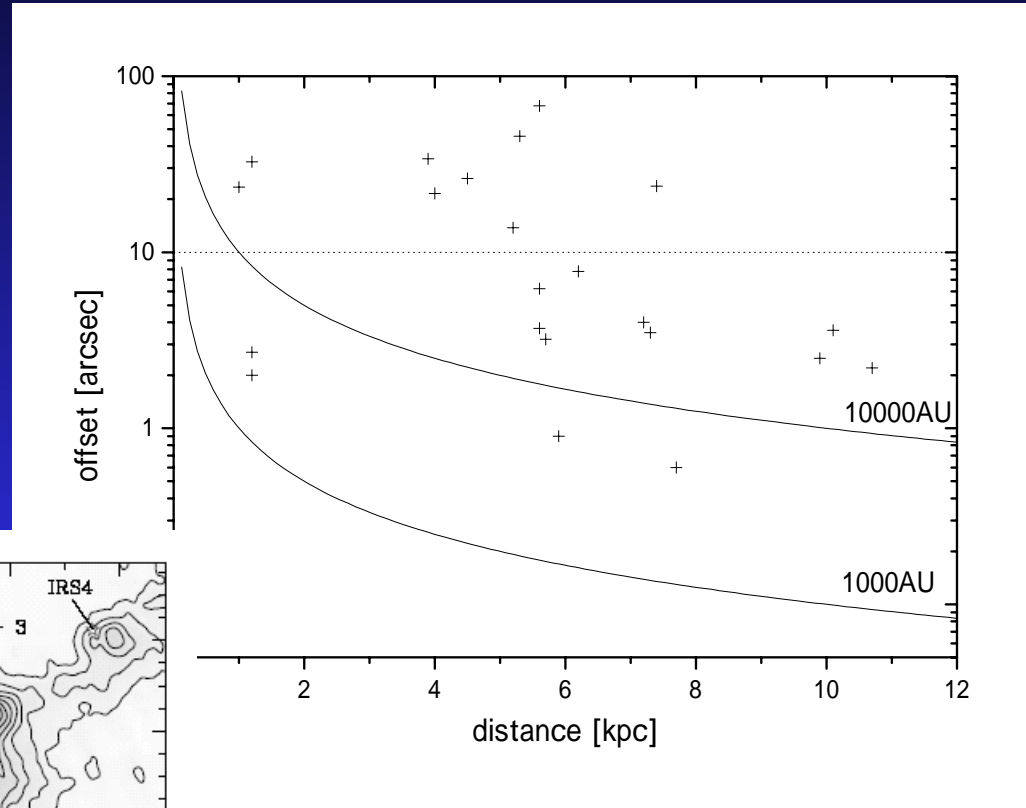 100
10
1
offset [arcsec]
10000AU
1000AU
2 4 6 8 10 12
distance [kpc]
IRS4
3